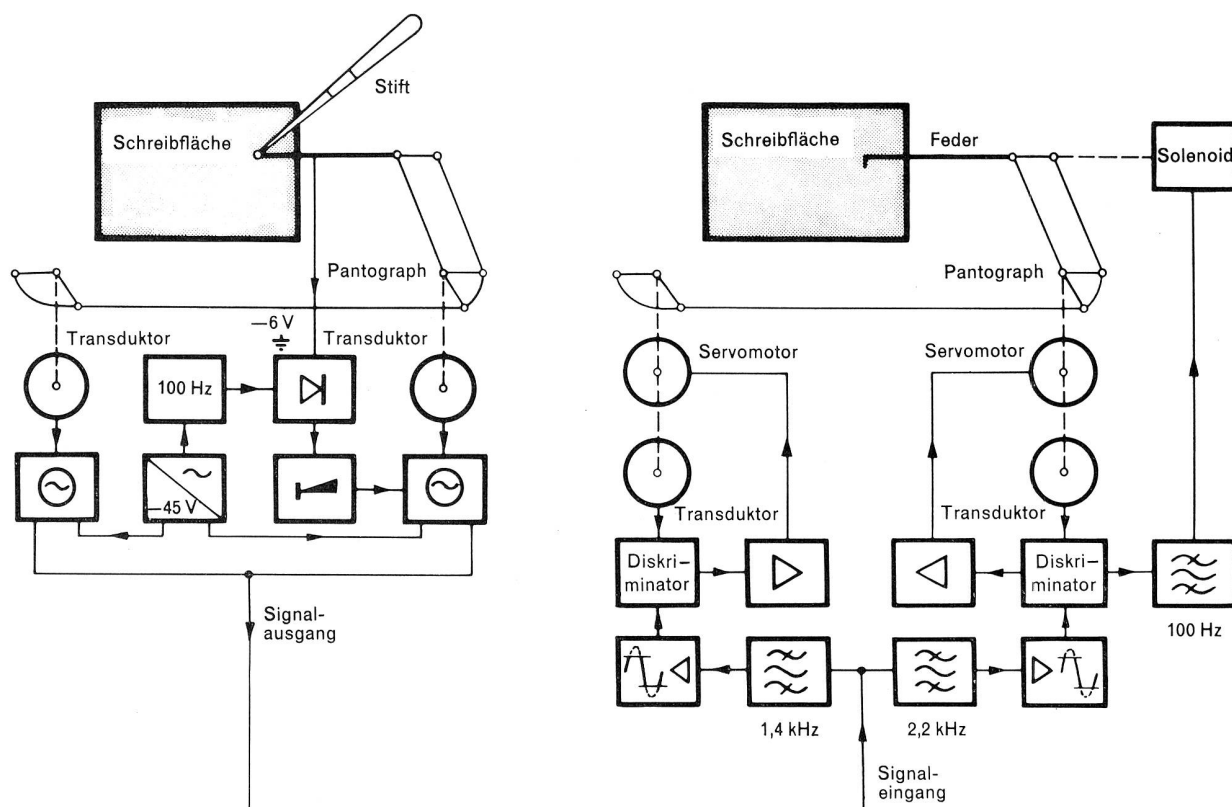 Stift
Schreibfläche
Pantograph
—6 V
Transduktor
Transduktor
100 Hz
—45 V
Signal-
ausgang
Schreibfläche
Feder
Solenoid
Pantograph
Servomotor
Servomotor
Transduktor
Transduktor
Diskri-
minator
Diskri-
minator
100 Hz
1,4 kHz
2,2 kHz
Signal-
eingang